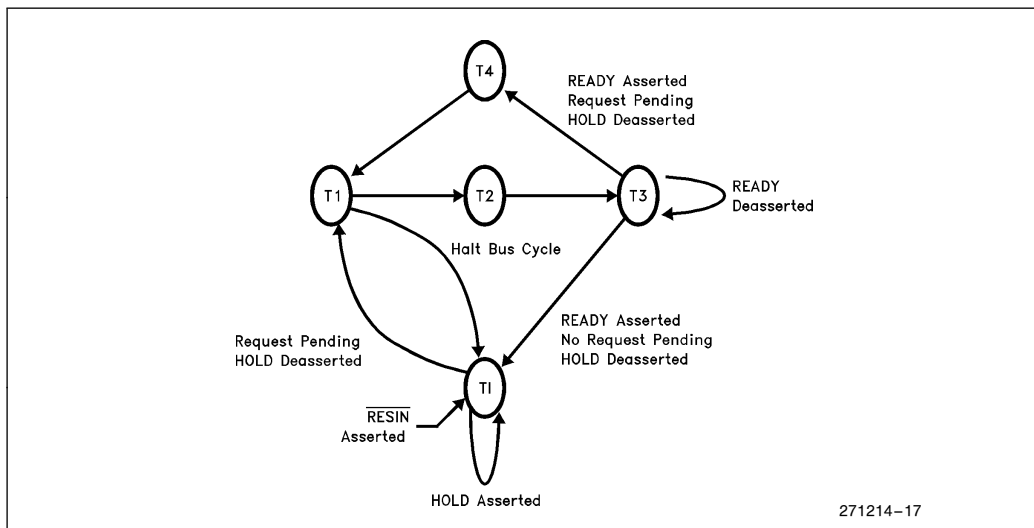 T4
READY Asserted
Request Pending
HOLD Deasserted
T1
T2
T3
READY
Deasserted
Halt Bus Cycle
READY Asserted
No Request Pending
HOLD Deasserted
Request Pending
HOLD Deasserted
TI
RESIN
Asserted
HOLD Asserted
271214–17